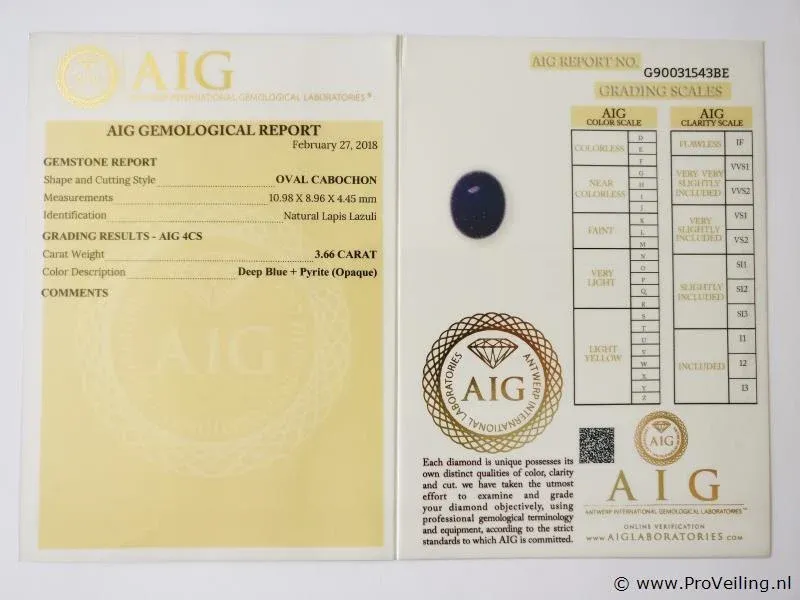 AIG
ANTWERP INTERNATIONAL GEMOLOGICAL LABORATORIES®
AIG GEMOLOGICAL REPORT
February 27, 2018
GEMSTONE REPORT
Shape and Cutting Style OVAL CABOCHON
Measurements 10.98 X 8.96 X 4.45 mm
Identification Natural Lapis Lazuli
GRADING RESULTS - AIG 4CS
Carat Weight 3.66 CARAT
Color Description Deep Blue + Pyrite (Opaque)
COMMENTS
AIG
AIG REPORT NO. G90031543BE
GRADING SCALES
AIG
COLOR SCALE
COLORLESS
D
E
F
NEAR
COLORLESS
G
H
I
J
FAINT
K
L
M
VERY
LIGHT
N
O
P
Q
R
LIGHT
YELLOW
S
T
U
V
W
X
Y
Z
AIG
CLARITY SCALE
FLAWLESS
IF
VERY VERY
SLIGHTLY
INCLUDED
VVS1
VVS2
VERY
SLIGHTLY
INCLUDED
VS1
VS2
SLIGHTLY
INCLUDED
SI1
SI2
SI3
INCLUDED
I1
I2
I3
ANTWERP INTERNATIONAL GEMOLOGICAL LABORATORIES
AIG
Each diamond is unique possesses its
own distinct qualities of color, clarity
and cut. we have taken the utmost
effort to examine and grade
your diamond objectively, using
professional gemological terminology
and equipment, according to the strict
standards to which AIG is committed.
AIG
AIG
ANTWERP INTERNATIONAL GEMOLOGICAL LABORATORIES™
ONLINE VERIFICATION
WWW.AIGLABORATORIES.COM
© www.ProVeiling.nl